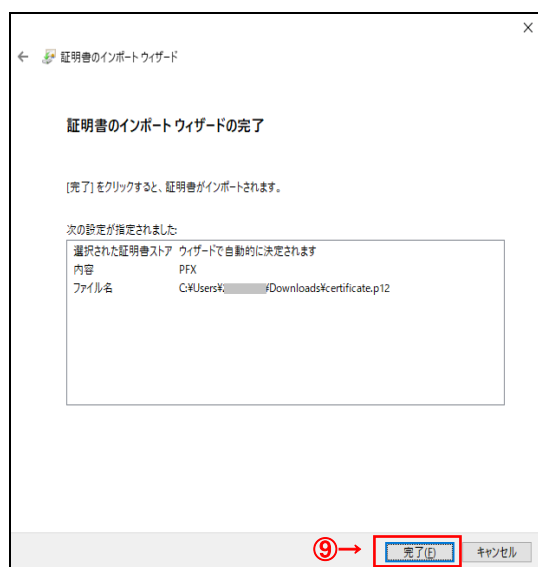 ×
← 証明書のインポート ウィザード
証明書のインポート ウィザードの完了
[完了] をクリックすると、証明書がインポートされます。
次の設定が指定されました:
選択された証明書ストア ウィザードで自動的に決定されます
内容 PFX
ファイル名 C:¥Users¥ ¥Downloads¥certificate.p12
⑨→ 完了(F) キャンセル